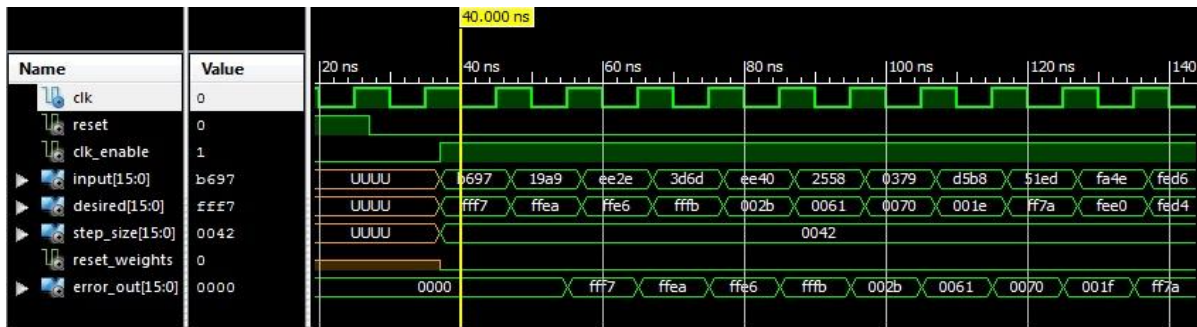 40.000 ns
Name Value 20 ns 40 ns 60 ns 80 ns 100 ns 120 ns 140
clk 0
reset 0
clk_enable 1
input[15:0] b697 UUUU b697 19a9 ee2e 3d6d ee40 2558 0379 d5b8 51ed fa4e fed6
desired[15:0] fff7 UUUU fff7 ffea ffe6 fffb 002b 0061 0070 001e ff7a fee0 fed4
step_size[15:0] 0042 UUUU 0042
reset_weights 0
error_out[15:0] 0000 0000 fff7 ffea ffe6 fffb 002b 0061 0070 001f ff7a